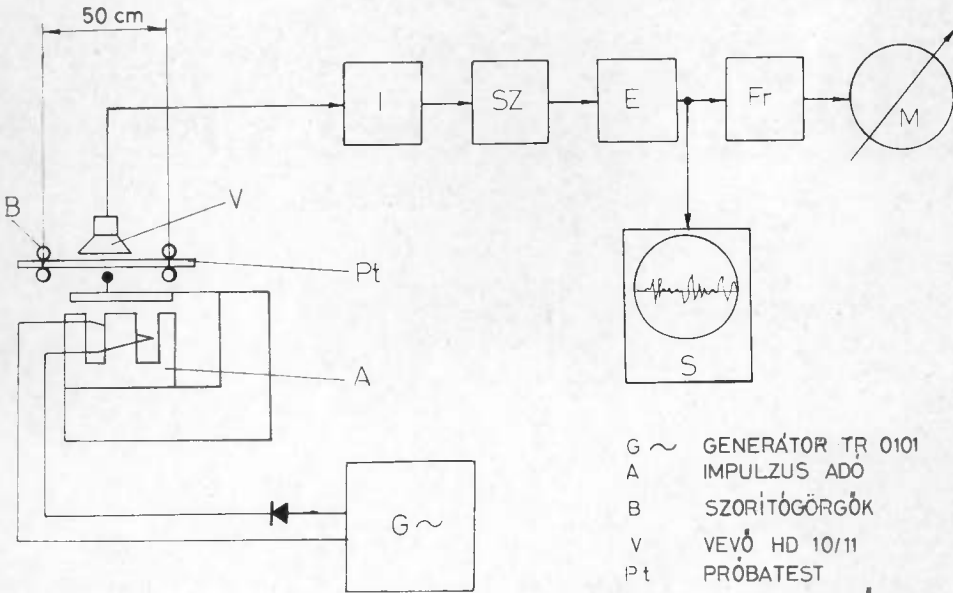 50 cm
I
SZ
E
Fr
M
B
V
Pt
S
A
G ~
G ~ GENERÁTOR TR 0101
A IMPULZUS ADÓ
B SZORÍTÓGÖRGŐK
V VEVŐ HD 10/11
Pt PRÓBATEST